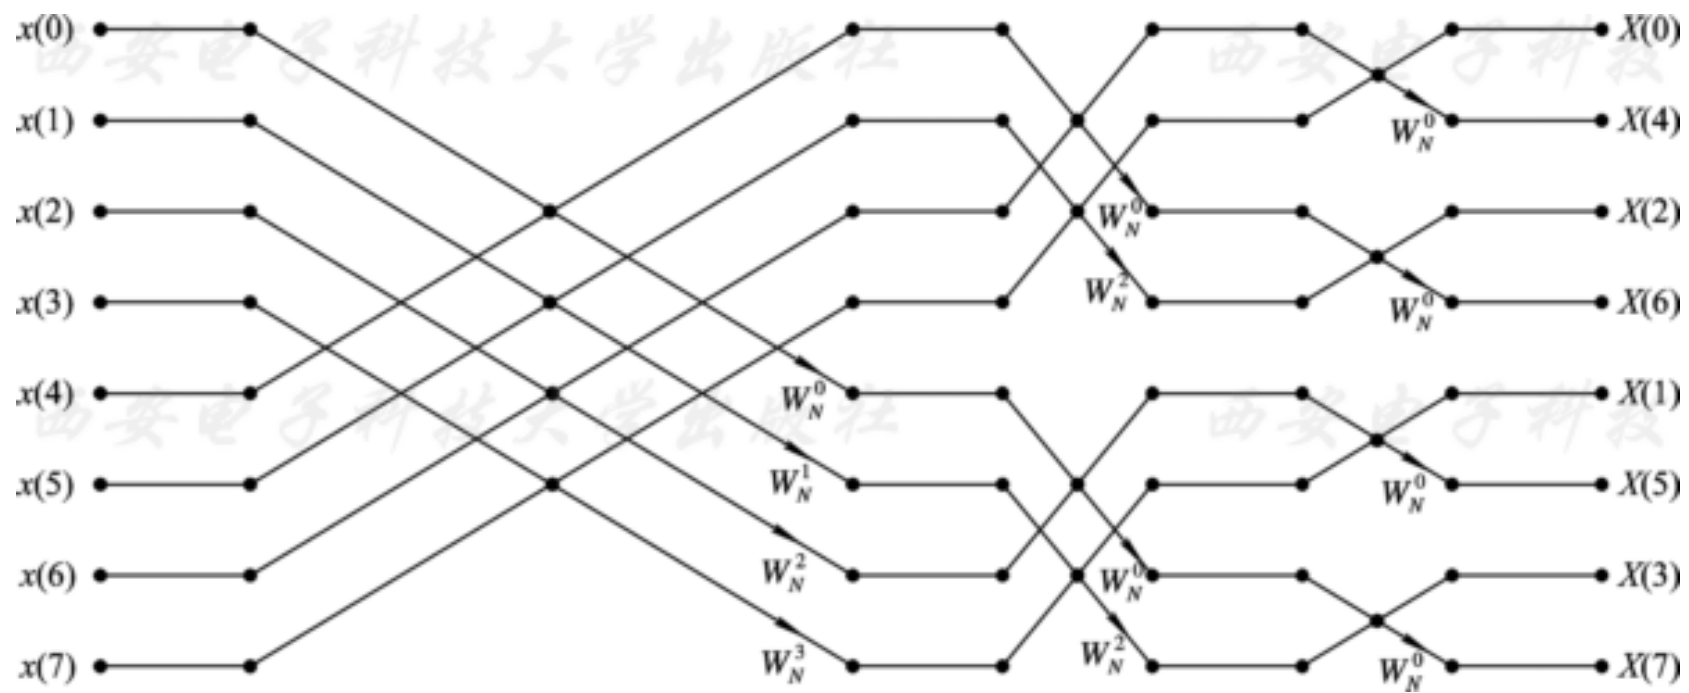 x(0) X(0)
西安电子科技大学出版社 西安电子科技
x(1) W_N^0 X(4)
x(2) W_N^0 X(2)
W_N^2
x(3) W_N^0 X(6)
x(4) W_N^0 X(1)
西安电子科技大学出版社 西安电子科技
x(5) W_N^1 W_N^0 X(5)
x(6) W_N^2 W_N^0 X(3)
x(7) W_N^3 W_N^2 W_N^0 X(7)